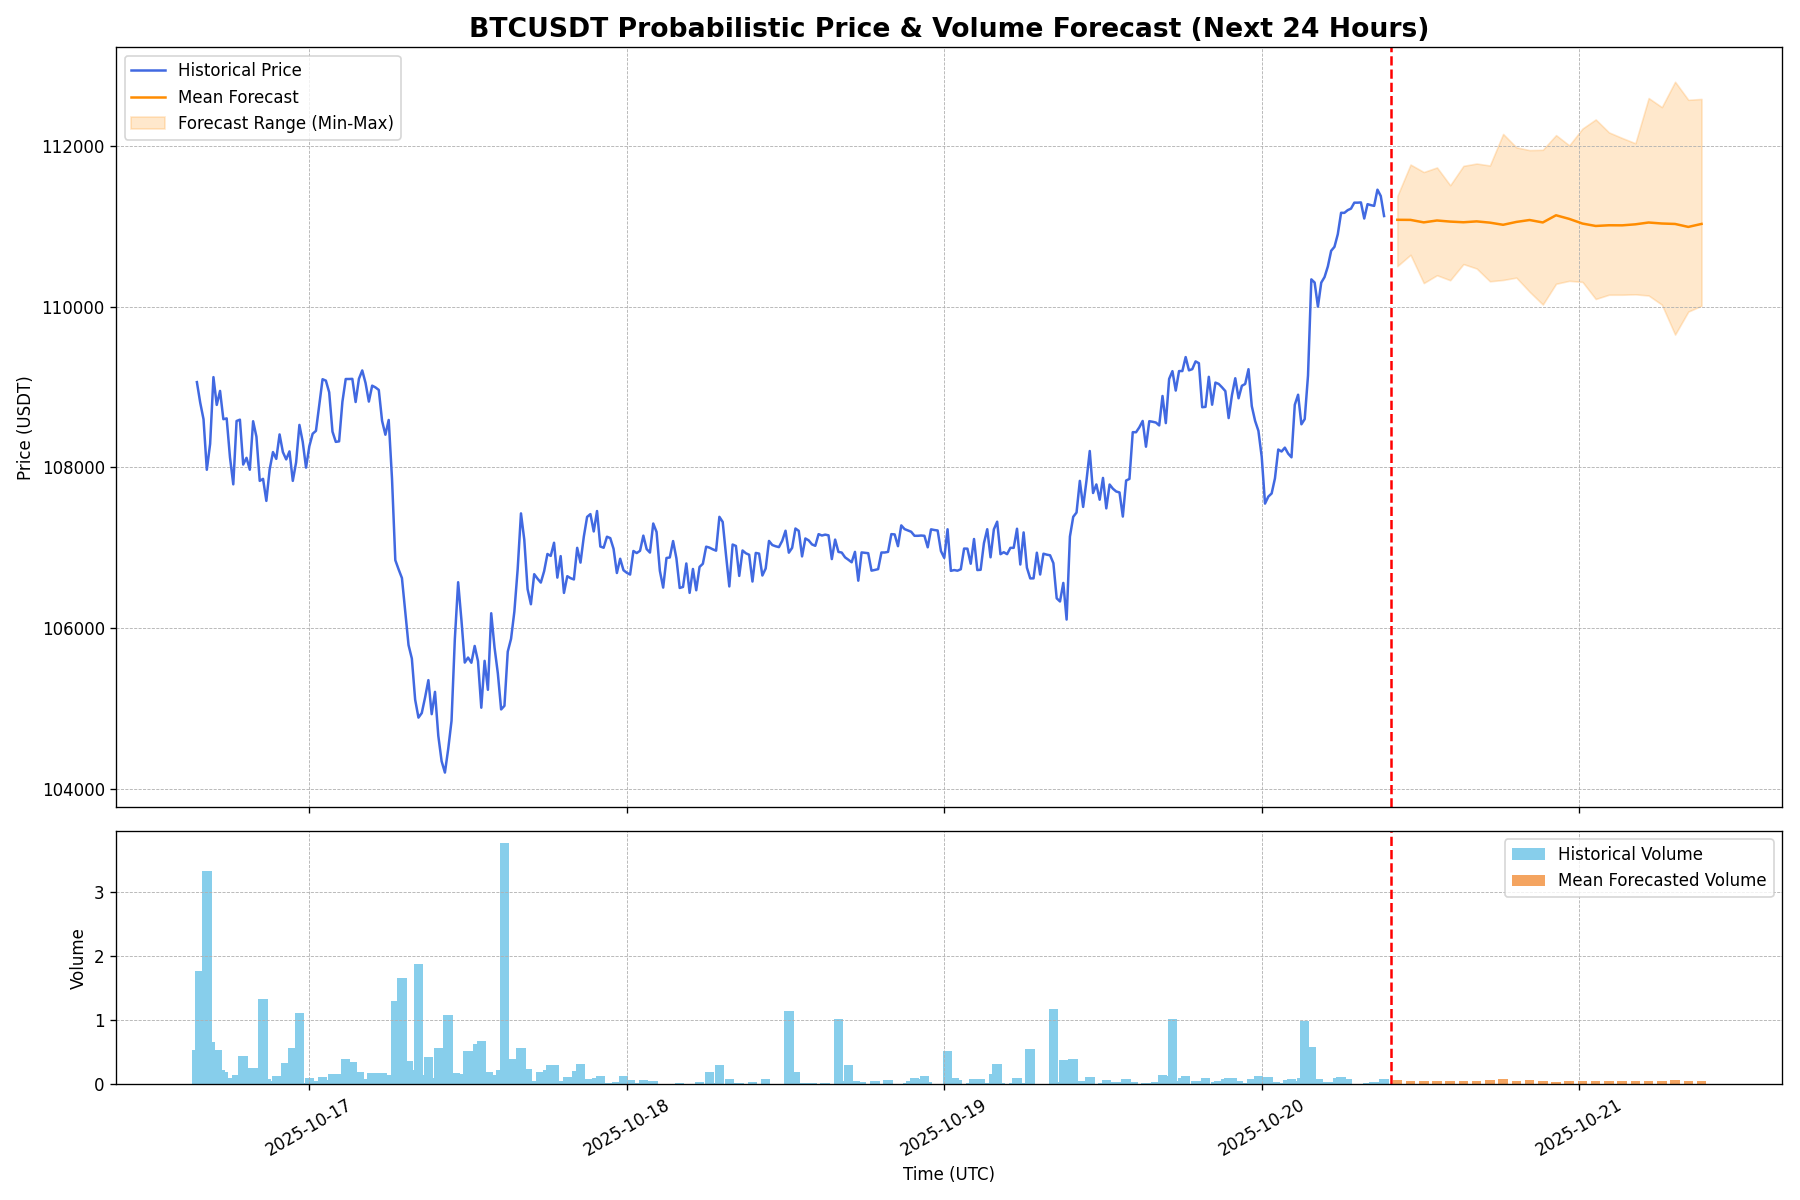 BTCUSDT Probabilistic Price & Volume Forecast (Next 24 Hours)
Historical Price
Mean Forecast
Forecast Range (Min-Max)
112000
110000
108000
106000
104000
Price (USDT)
Historical Volume
Mean Forecasted Volume
3
2
1
0
Volume
2025-10-17
2025-10-18
2025-10-19
2025-10-20
2025-10-21
Time (UTC)